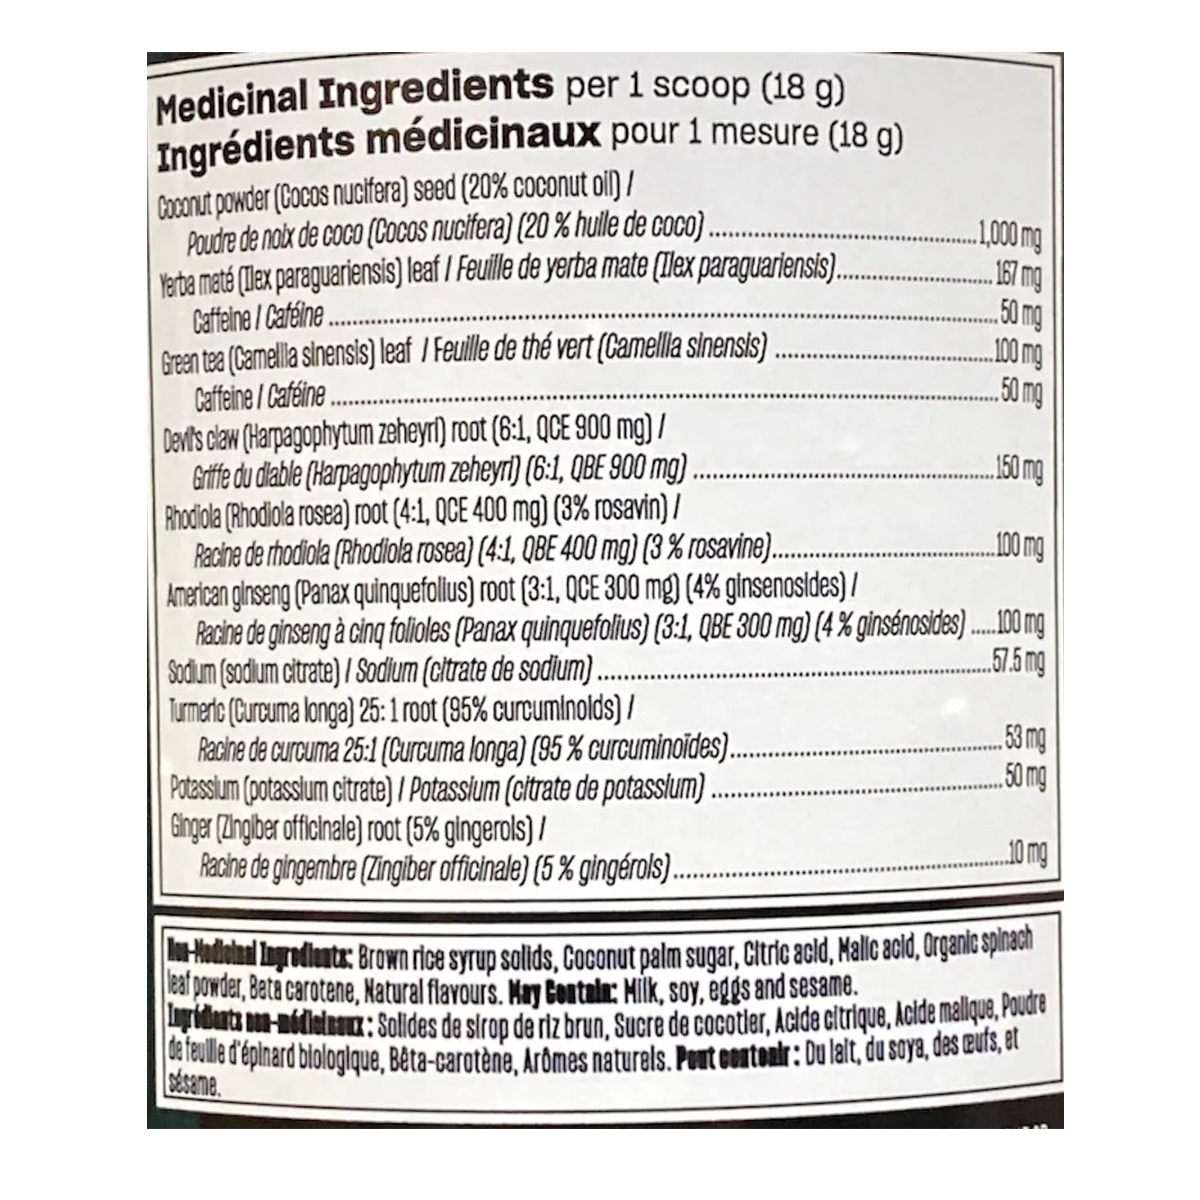 Medicinal Ingredients per 1 scoop (18 g)
Ingrédients médicinaux pour 1 mesure (18 g)
Coconut powder (Cocos nucifera) seed (20% coconut oil) /
Poudre de noix de coco (Cocos nucifera) (20 % huile de coco) ........ 1,000 mg
Yerba maté (Ilex paraguariensis) leaf / Feuille de yerba mate (Ilex paraguariensis) ........ 167 mg
Caffeine / Caféine ........ 50 mg
Green tea (Camellia sinensis) leaf / Feuille de thé vert (Camellia sinensis) ........ 100 mg
Caffeine / Caféine ........ 50 mg
Devil's claw (Harpagophytum zeheyri) root (6:1, QCE 900 mg) /
Griffe du diable (Harpagophytum zeheyri) (6:1, QBE 900 mg) ........ 150 mg
Rhodiola (Rhodiola rosea) root (4:1, QCE 400 mg) (3% rosavin) /
Racine de rhodiola (Rhodiola rosea) (4:1, QBE 400 mg) (3 % rosavine) ........ 100 mg
American ginseng (Panax quinquefolius) root (3:1, QCE 300 mg) (4% ginsenosides) /
Racine de ginseng à cinq folioles (Panax quinquefolius) (3:1, QBE 300 mg) (4 % ginsénosides) ..... 100 mg
Sodium (sodium citrate) / Sodium (citrate de sodium) ........ 57.5 mg
Turmeric (Curcuma longa) 25: 1 root (95% curcuminoids) /
Racine de curcuma 25:1 (Curcuma longa) (95 % curcuminoïdes) ........ 53 mg
Potassium (potassium citrate) / Potassium (citrate de potassium) ........ 50 mg
Ginger (Zingiber officinale) root (5% gingerols) /
Racine de gingembre (Zingiber officinale) (5 % gingérols) ........ 10 mg
Non-Medicinal Ingredients: Brown rice syrup solids, Coconut palm sugar, Citric acid, Malic acid, Organic spinach
leaf powder, Beta carotene, Natural flavours. May Contain: Milk, soy, eggs and sesame.
Ingrédients non-médicinaux : Solides de sirop de riz brun, Sucre de cocotier, Acide citrique, Acide malique, Poudre
de feuille d'épinard biologique, Bêta-carotène, Arômes naturels. Peut contenir : Du lait, du soya, des œufs, et
sésame.